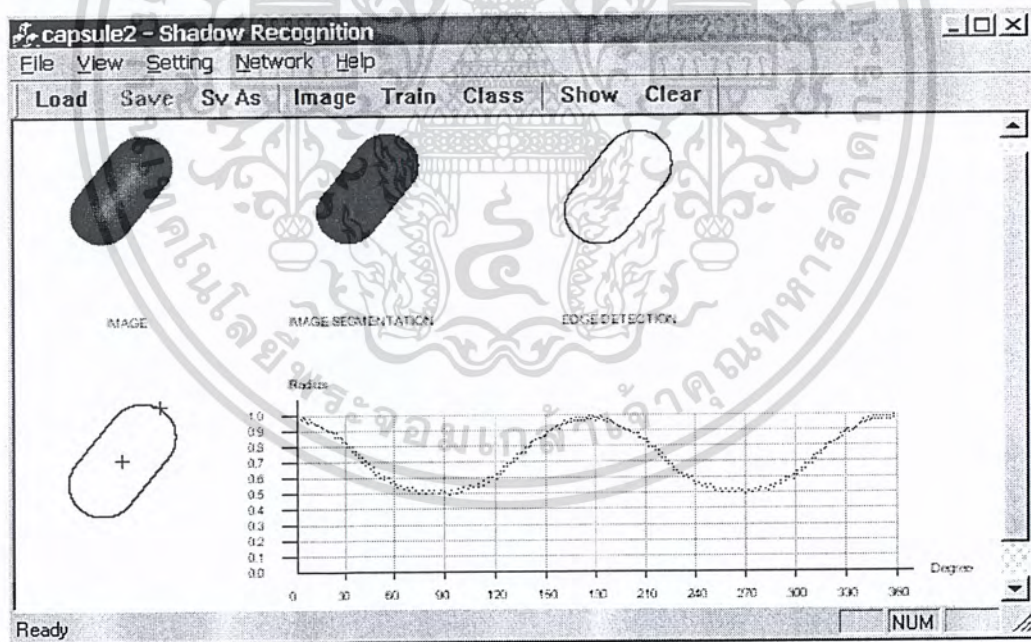 capsule2 - Shadow Recognition
File View Setting Network Help
Load Save Sv As Image Train Class Show Clear
IMAGE IMAGE SEGMENTATION EDGE DETECTION
Radius
1.0
0.9
0.8
0.7
0.6
0.5
0.4
0.3
0.2
0.1
0.0
0 30 60 90 120 150 180 210 240 270 300 330 360
Degree
Ready NUM